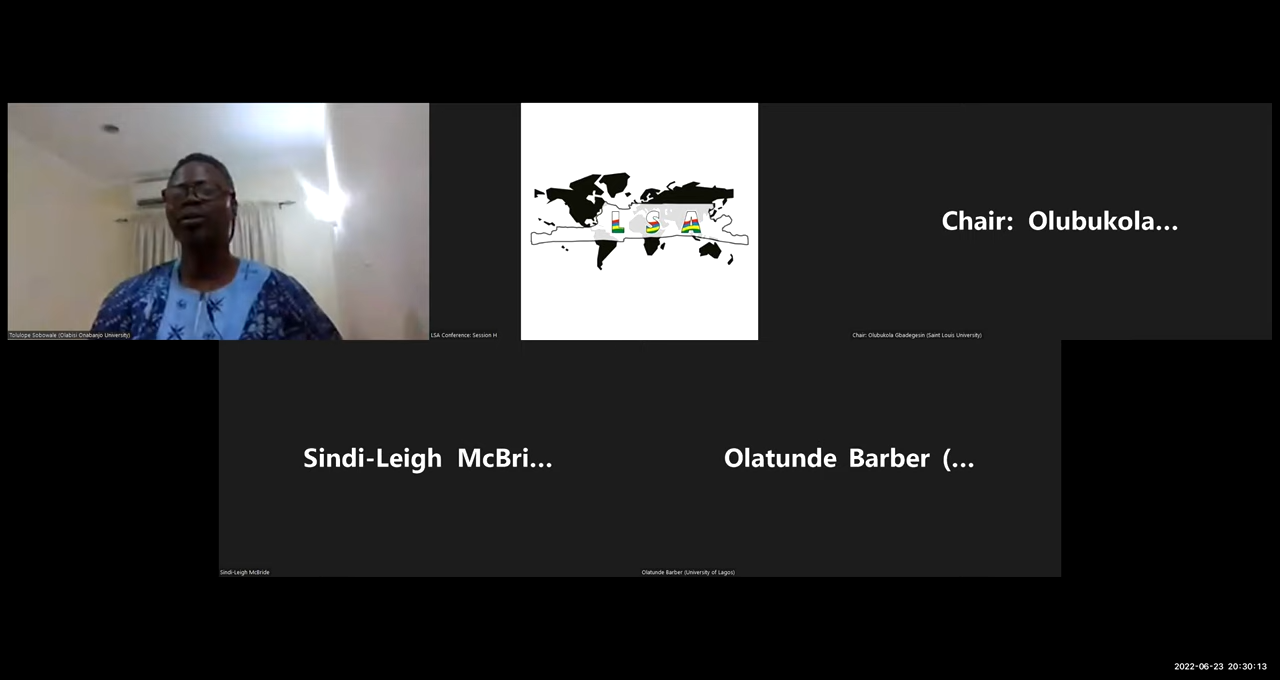 L S A
Chair: Olubukola...
Tolulope Sobowale (Olabisi Onabanjo University)
LSA Conference: Session H
Chair: Olubukola Gbadegesin (Saint Louis University)
Sindi-Leigh McBri...
Olatunde Barber (...
Sindi-Leigh McBride
Olatunde Barber (University of Lagos)
2022-06-23 20:30:13